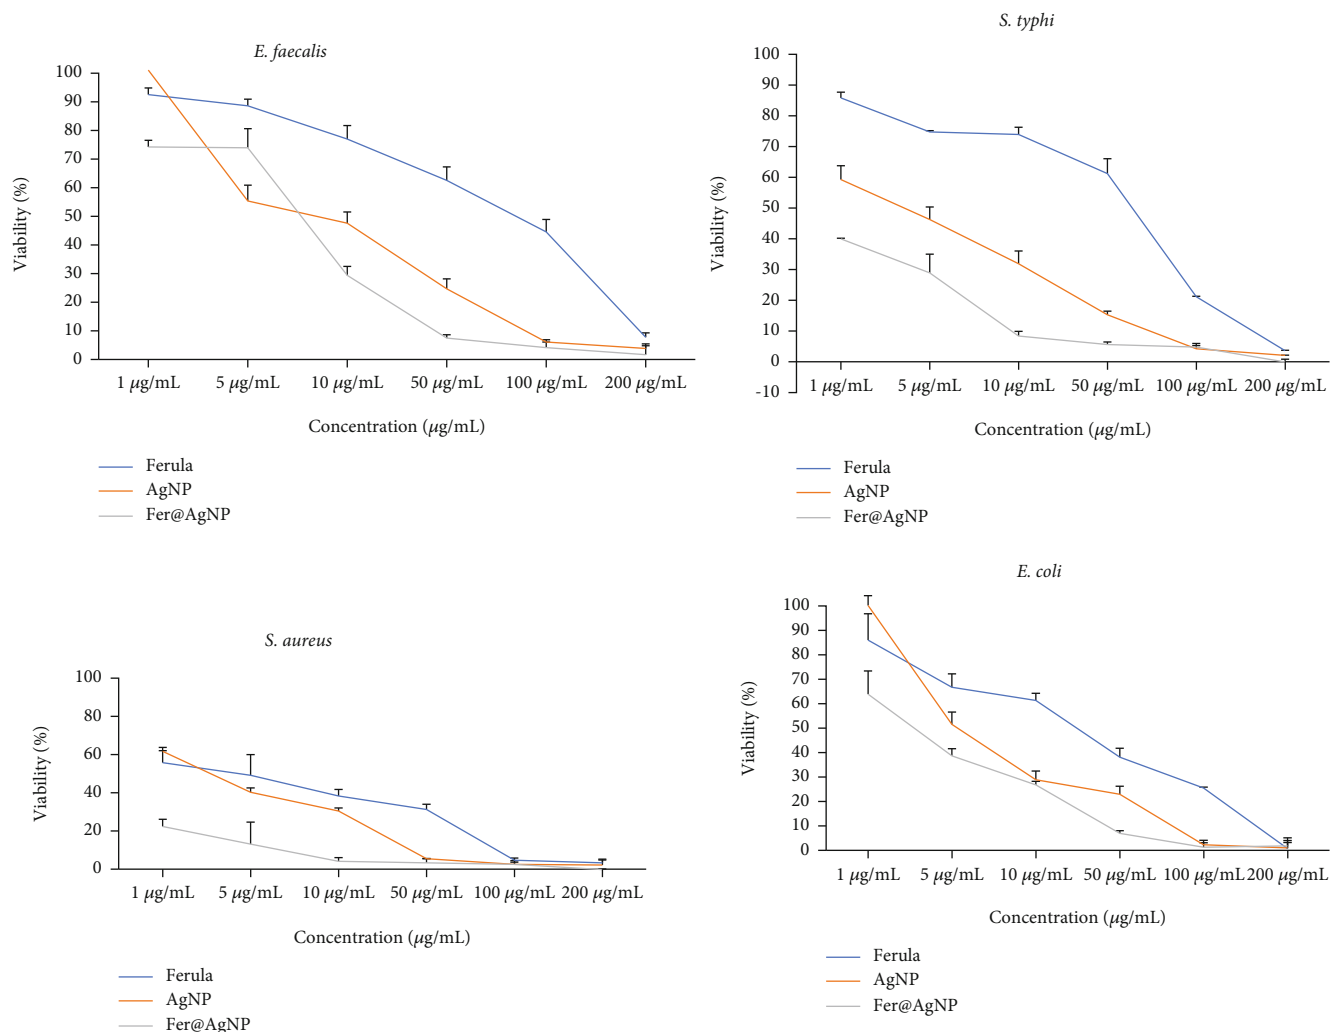 E. faecalis
100
90
80
70
60
50
40
30
20
10
0
Viability (%)
1 μg/mL 5 μg/mL 10 μg/mL 50 μg/mL 100 μg/mL 200 μg/mL
Concentration (μg/mL)
Ferula
AgNP
Fer@AgNP
S. typhi
100
90
80
70
60
50
40
30
20
10
0
-10
Viability (%)
1 μg/mL 5 μg/mL 10 μg/mL 50 μg/mL 100 μg/mL 200 μg/mL
Concentration (μg/mL)
Ferula
AgNP
Fer@AgNP
S. aureus
100
80
60
40
20
0
Viability (%)
1 μg/mL 5 μg/mL 10 μg/mL 50 μg/mL 100 μg/mL 200 μg/mL
Concentration (μg/mL)
Ferula
AgNP
Fer@AgNP
E. coli
100
90
80
70
60
50
40
30
20
10
0
Viability (%)
1 μg/mL 5 μg/mL 10 μg/mL 50 μg/mL 100 μg/mL 200 μg/mL
Concentration (μg/mL)
Ferula
AgNP
Fer@AgNP